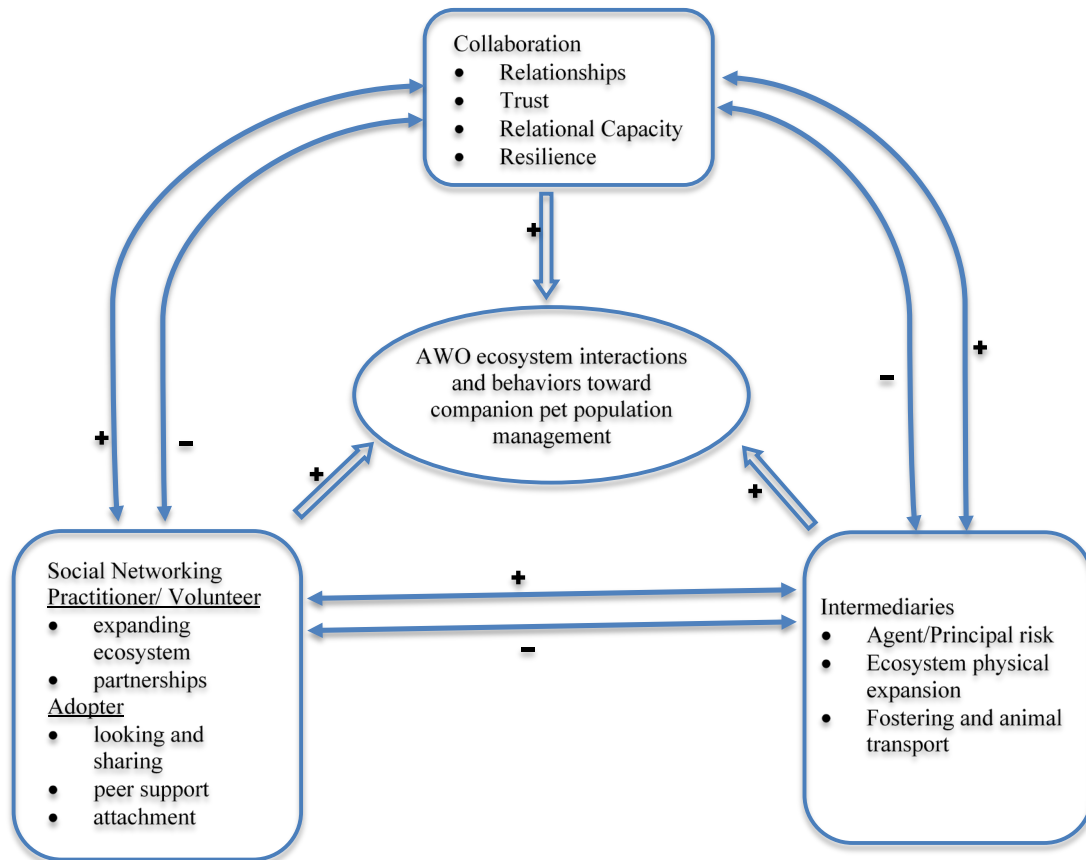 Collaboration
• Relationships
• Trust
• Relational Capacity
• Resilience
+
AWO ecosystem interactions
and behaviors toward
companion pet population
management
+
−
−
+
+
+
Social Networking
Practitioner/ Volunteer
• expanding
ecosystem
• partnerships
Adopter
• looking and
sharing
• peer support
• attachment
+
−
Intermediaries
• Agent/Principal risk
• Ecosystem physical
expansion
• Fostering and animal
transport